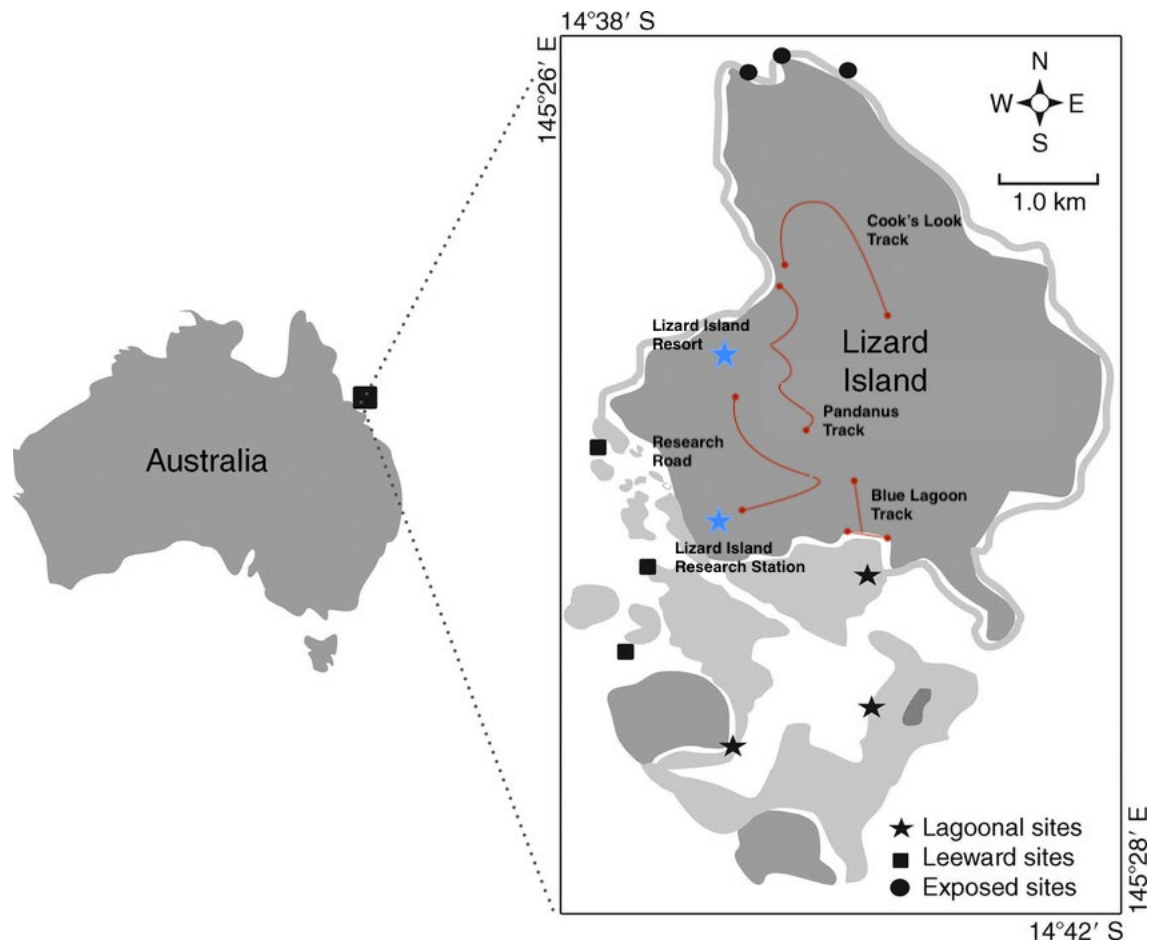 14°38′ S
145°26′ E
N
W
E
S
1.0 km
Cook's Look
Track
Lizard Island
Resort
Lizard
Island
Pandanus
Track
Research
Road
Blue Lagoon
Track
Lizard Island
Research Station
Australia
Lagoonal sites
Leeward sites
Exposed sites
145°28′ E
14°42′ S